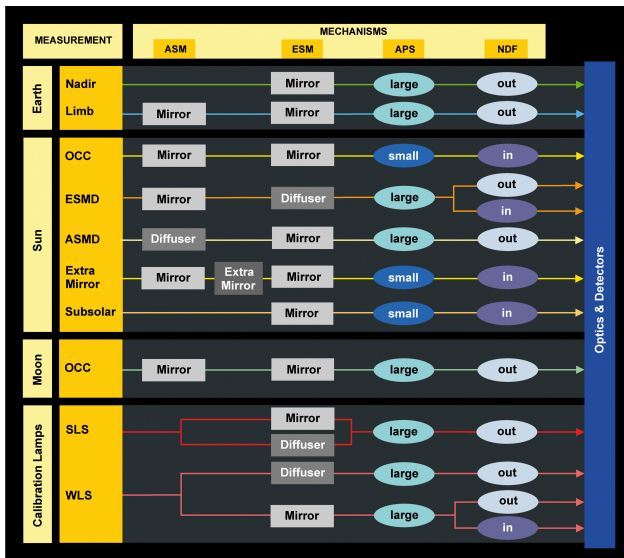 MEASUREMENT
MECHANISMS
ASM ESM APS NDF
Earth
Nadir Mirror large out
Limb Mirror Mirror large out
Sun
OCC Mirror Mirror small in
out
ESMD Mirror Diffuser large
in
ASMD Diffuser Mirror large out
Extra
Mirror Mirror Extra
Mirror Mirror small in
Subsolar Mirror small in
Moon
OCC Mirror Mirror large out
Calibration Lamps
Mirror
SLS large out
Diffuser
Diffuser large out
WLS
out
Mirror large
in
Optics & Detectors